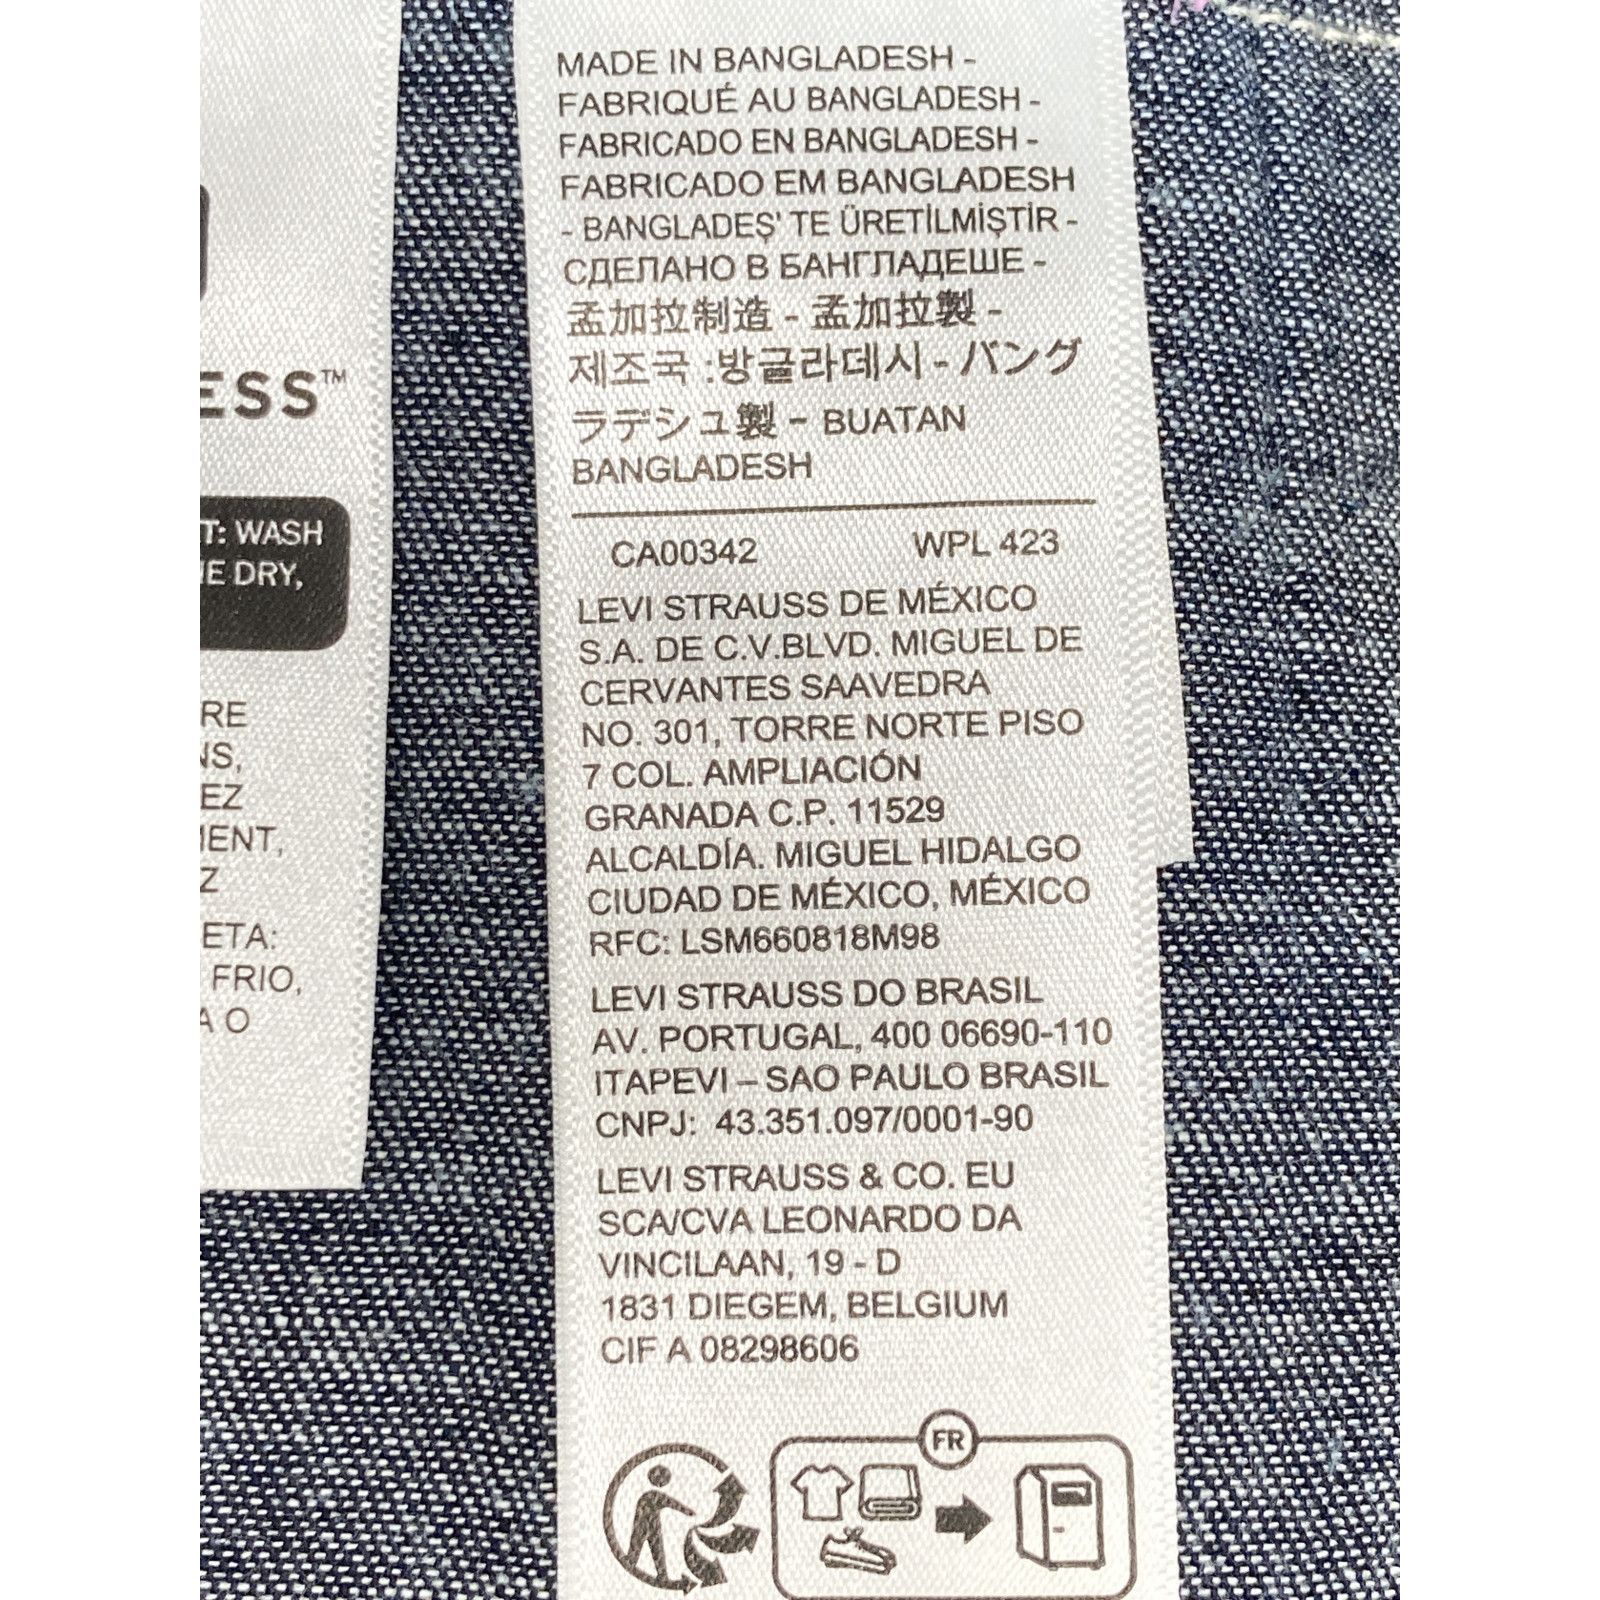 ESS™
T: WASH
IE DRY,
RE
NS,
EZ
MENT,
Z
ETA:
FRIO,
A O
MADE IN BANGLADESH -
FABRIQUÉ AU BANGLADESH -
FABRICADO EN BANGLADESH -
FABRICADO EM BANGLADESH
- BANGLADEŞ' TE ÜRETİLMİŞTİR -
СДЕЛАНО В БАНГЛАДЕШЕ -
孟加拉制造 - 孟加拉製 -
제조국 :방글라데시 - バング
ラデシュ製 - BUATAN
BANGLADESH
CA00342 WPL 423
LEVI STRAUSS DE MÉXICO
S.A. DE C.V.BLVD. MIGUEL DE
CERVANTES SAAVEDRA
NO. 301, TORRE NORTE PISO
7 COL. AMPLIACIÓN
GRANADA C.P. 11529
ALCALDÍA. MIGUEL HIDALGO
CIUDAD DE MÉXICO, MÉXICO
RFC: LSM660818M98
LEVI STRAUSS DO BRASIL
AV. PORTUGAL, 400 06690-110
ITAPEVI – SAO PAULO BRASIL
CNPJ: 43.351.097/0001-90
LEVI STRAUSS & CO. EU
SCA/CVA LEONARDO DA
VINCILAAN, 19 - D
1831 DIEGEM, BELGIUM
CIF A 08298606
FR